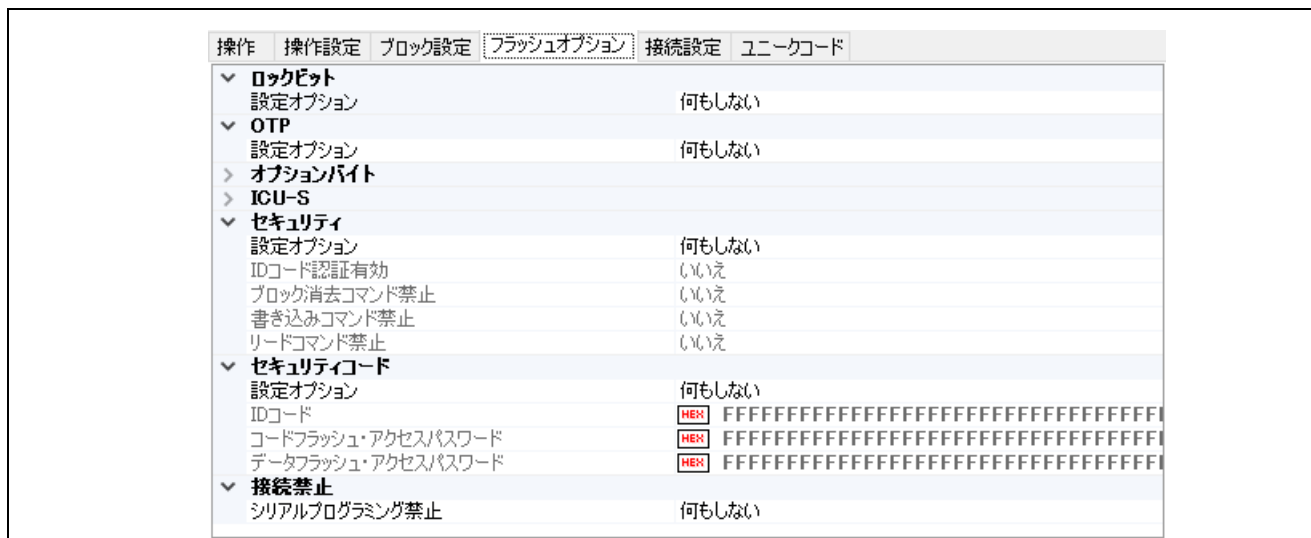 操作 操作設定 ブロック設定 フラッシュオプション 接続設定 ユニークコード
ロックビット
設定オプション 何もしない
OTP
設定オプション 何もしない
オプションバイト
ICU-S
セキュリティ
設定オプション 何もしない
IDコード認証有効 いいえ
ブロック消去コマンド禁止 いいえ
書き込みコマンド禁止 いいえ
リードコマンド禁止 いいえ
セキュリティコード
設定オプション 何もしない
IDコード HEX FFFFFFFFFFFFFFFFFFFFFFFFFFFFFFF
コードフラッシュ・アクセスパスワード HEX FFFFFFFFFFFFFFFFFFFFFFFFFFFFFFF
データフラッシュ・アクセスパスワード HEX FFFFFFFFFFFFFFFFFFFFFFFFFFFFFFF
接続禁止
シリアルプログラミング禁止 何もしない